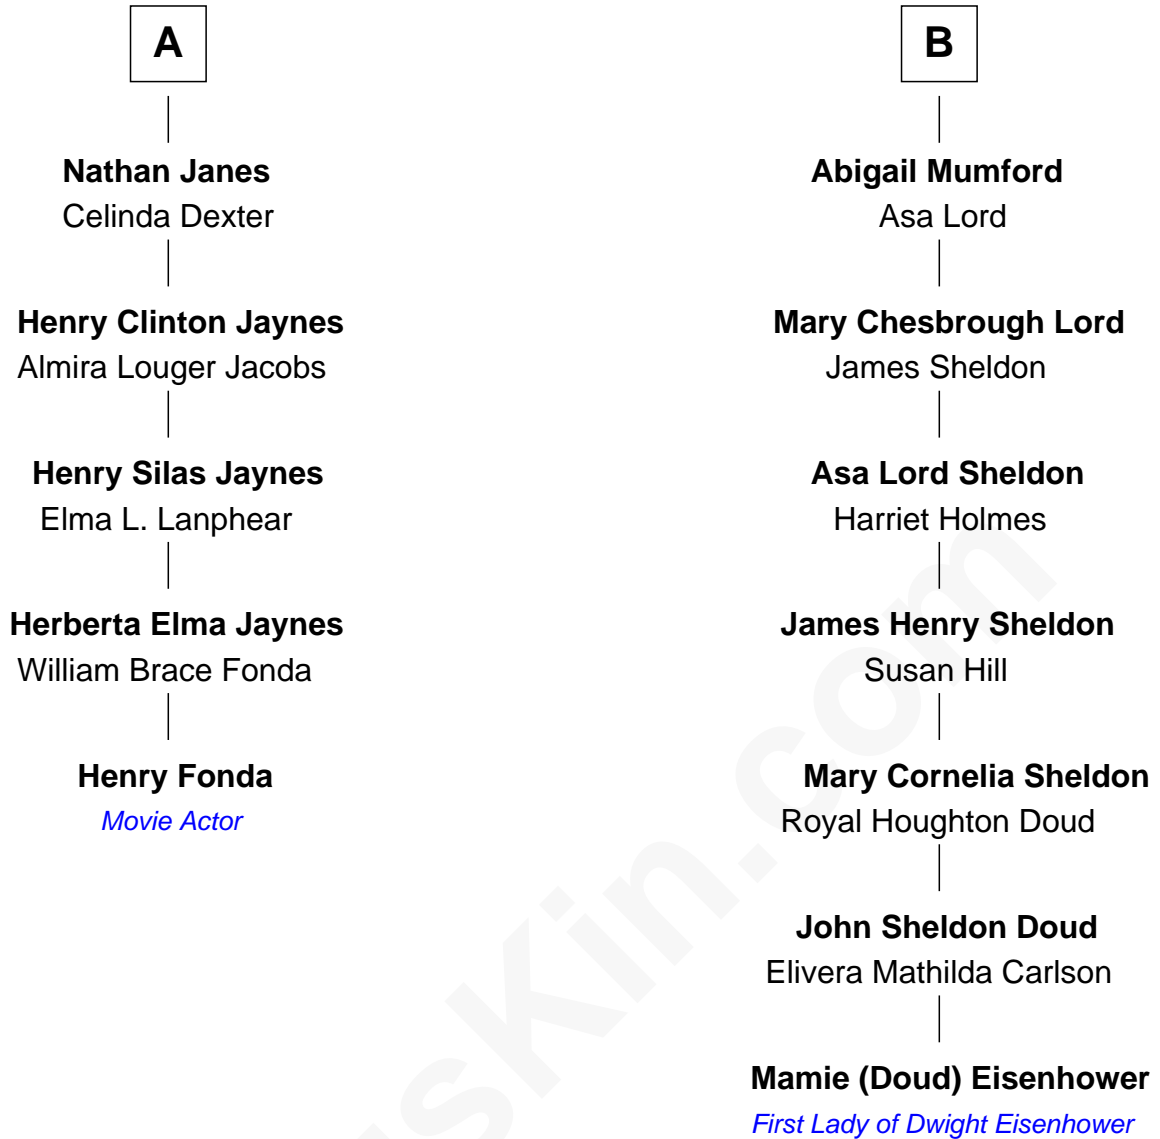 A
Nathan Janes
Celinda Dexter
Henry Clinton Jaynes
Almira Louger Jacobs
Henry Silas Jaynes
Elma L. Lanphear
Herberta Elma Jaynes
William Brace Fonda
Henry Fonda
Movie Actor
B
Abigail Mumford
Asa Lord
Mary Chesbrough Lord
James Sheldon
Asa Lord Sheldon
Harriet Holmes
James Henry Sheldon
Susan Hill
Mary Cornelia Sheldon
Royal Houghton Doud
John Sheldon Doud
Elivera Mathilda Carlson
Mamie (Doud) Eisenhower
First Lady of Dwight Eisenhower
sKin.com